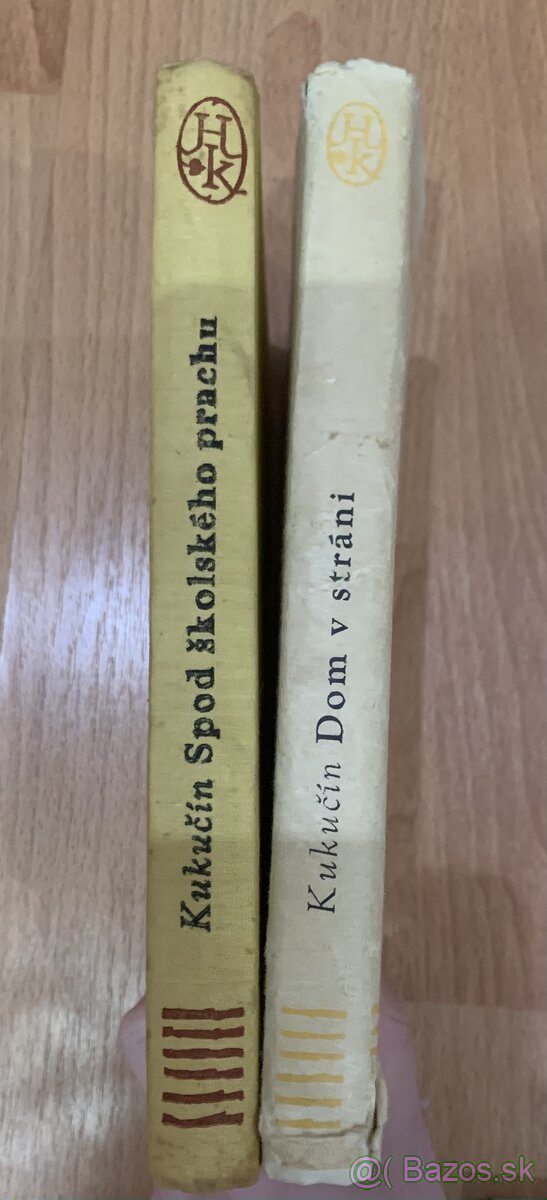 HK
Kukučín Spod školského prachu
HK
Kukučín Dom v stráni
@( Bazos.sk